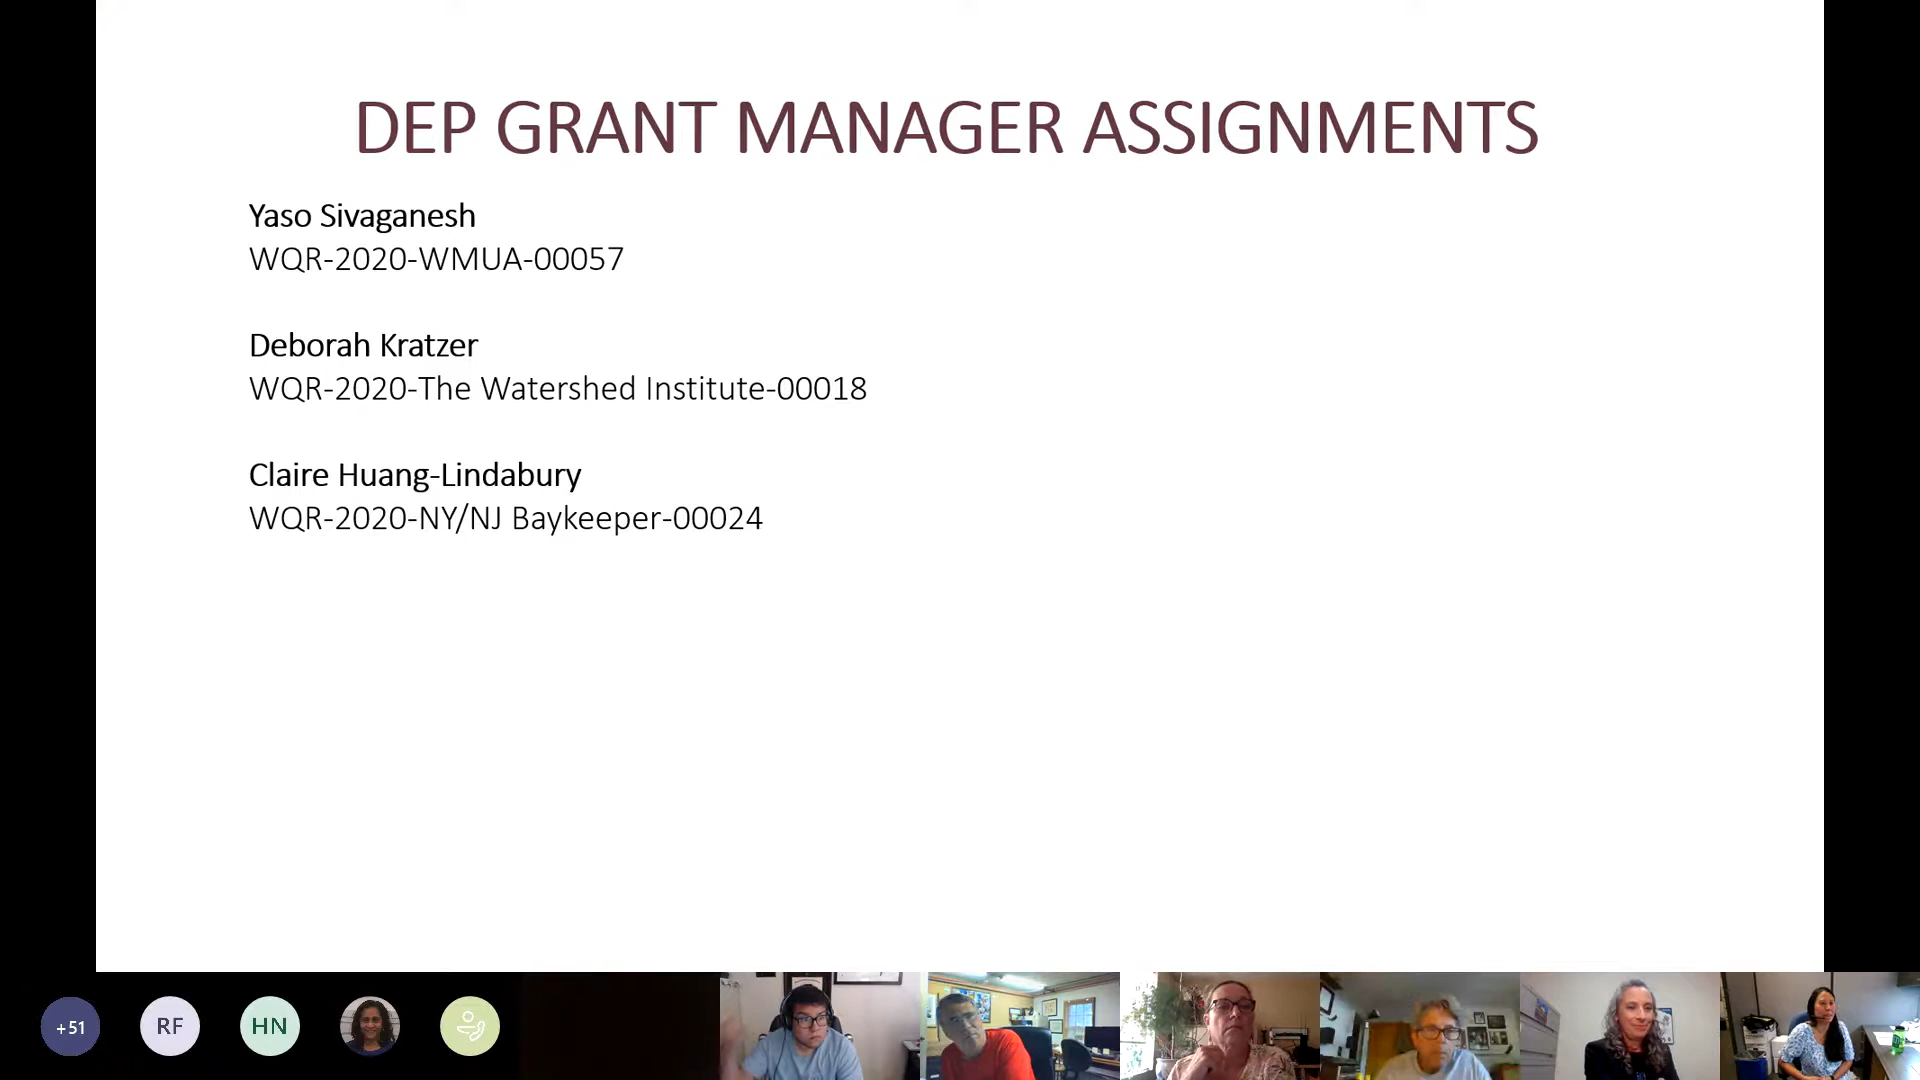 DEP GRANT MANAGER ASSIGNMENTS
Yaso Sivaganesh
WQR-2020-WMUA-00057
Deborah Kratzer
WQR-2020-The Watershed Institute-00018
Claire Huang-Lindabury
WQR-2020-NY/NJ Baykeeper-00024
+51
RF
HN